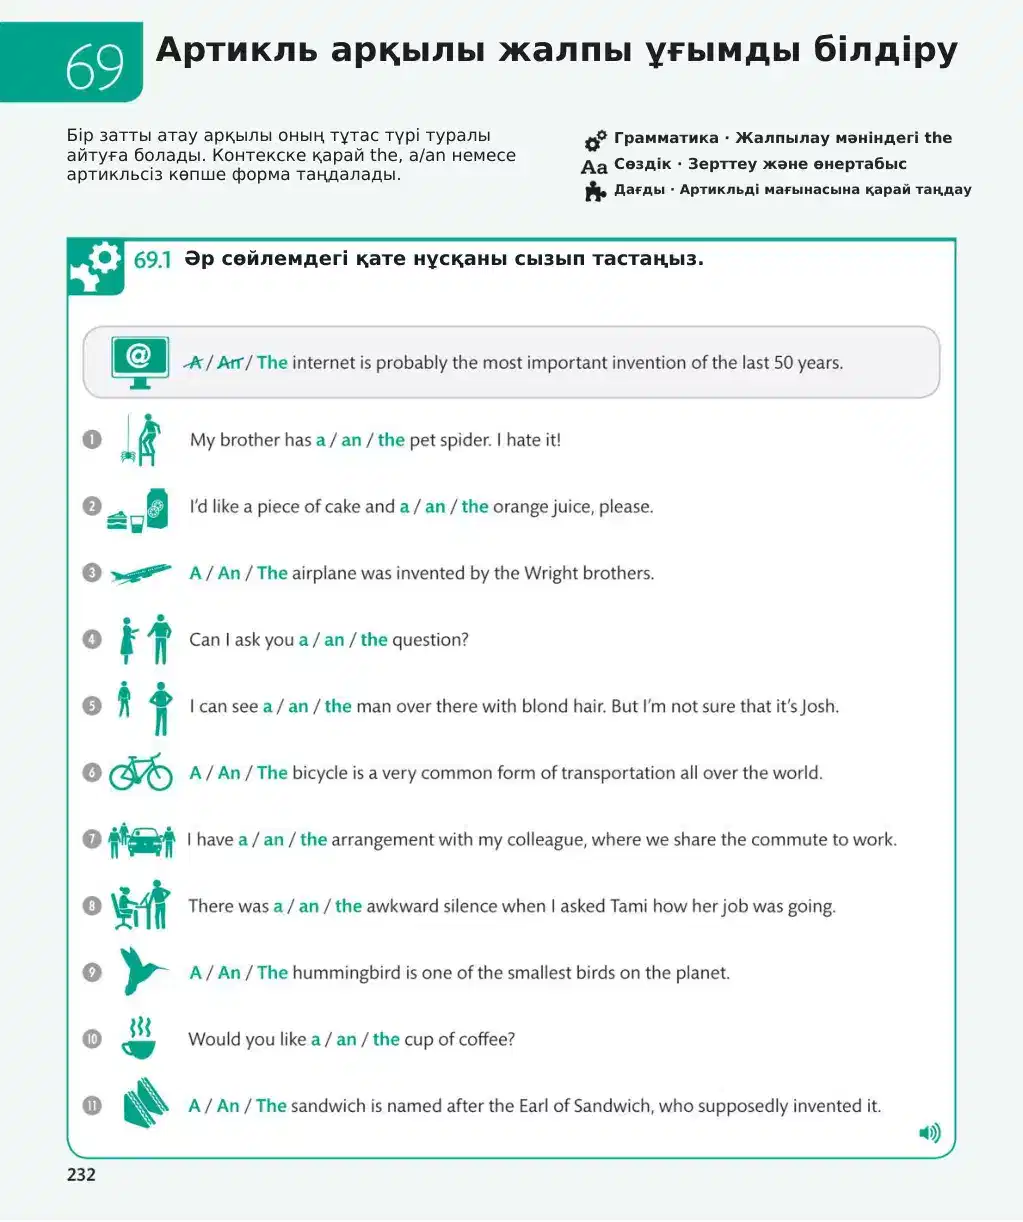 69
Артикль арқылы жалпы ұғымды білдіру
Бір затты атау арқылы оның тұтас түрі туралы
айтуға болады. Контекске қарай the, a/an немесе
артикльсіз көпше форма таңдалады.
Грамматика · Жалпылау мәніндегі the
Aa Сөздік · Зерттеу және өнертабыс
Дағды · Артикльді мағынасына қарай таңдау
69.1 Әр сөйлемдегі қате нұсқаны сызып тастаңыз.
@
A / An / The internet is probably the most important invention of the last 50 years.
1 My brother has a / an / the pet spider. I hate it!
2 I'd like a piece of cake and a / an / the orange juice, please.
3 A / An / The airplane was invented by the Wright brothers.
4 Can I ask you a / an / the question?
5 I can see a / an / the man over there with blond hair. But I'm not sure that it's Josh.
6 A / An / The bicycle is a very common form of transportation all over the world.
7 I have a / an / the arrangement with my colleague, where we share the commute to work.
8 There was a / an / the awkward silence when I asked Tami how her job was going.
9 A / An / The hummingbird is one of the smallest birds on the planet.
10 Would you like a / an / the cup of coffee?
11 A / An / The sandwich is named after the Earl of Sandwich, who supposedly invented it.
232